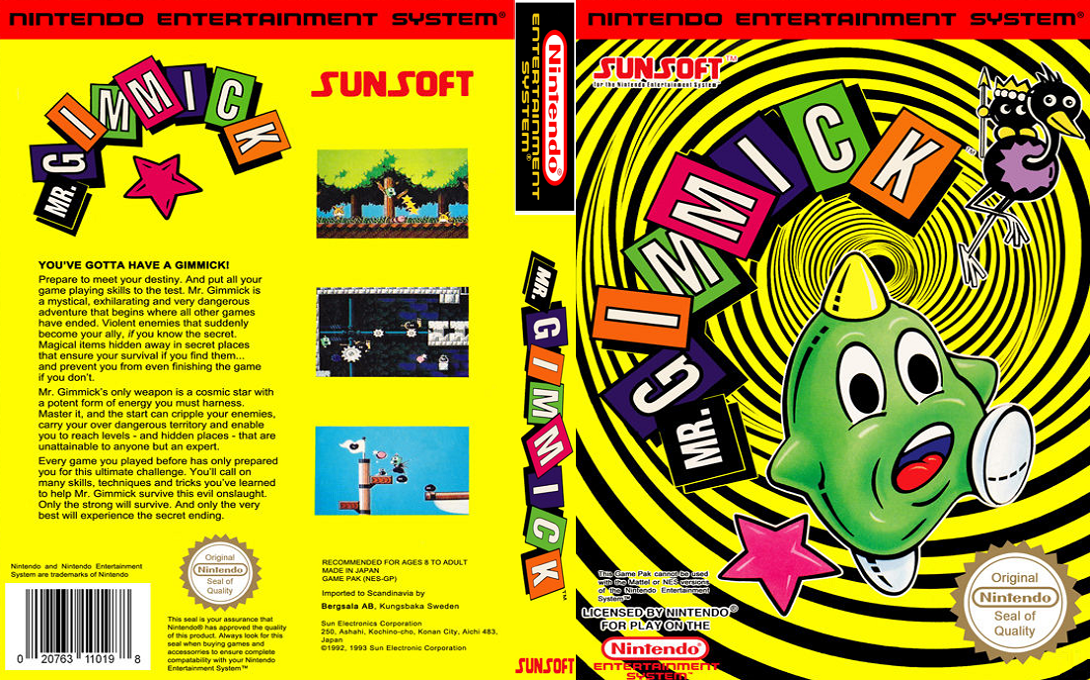 NINTENDO ENTERTAINMENT SYSTEM®
MR. GIMMICK
SUNSOFT
YOU'VE GOTTA HAVE A GIMMICK!
Prepare to meet your destiny. And put all your
game playing skills to the test. Mr. Gimmick is
a mystical, exhilarating and very dangerous
adventure that begins where all other games
have ended. Violent enemies that suddenly
become your ally, if you know the secret.
Magical items hidden away in secret places
that ensure your survival if you find them...
and prevent you from even finishing the game
if you don't.
Mr. Gimmick's only weapon is a cosmic star with
a potent form of energy you must harness.
Master it, and the start can cripple your enemies,
carry your over dangerous territory and enable
you to reach levels - and hidden places - that are
unattainable to anyone but an expert.
Every game you played before has only prepared
you for this ultimate challenge. You'll call on
many skills, techniques and tricks you've learned
to help Mr. Gimmick survive this evil onslaught.
Only the strong will survive. And only the very
best will experience the secret ending.
Nintendo and Nintendo Entertainment
System are trademarks of Nintendo
Original
Nintendo
Seal of
Quality
0 20763 11019 8
This seal is your assurance that
Nintendo® has approved the quality
of this product. Always look for this
seal when buying games and
accessories to ensure complete
compatibility with your Nintendo
Entertainment System™
RECOMMENDED FOR AGES 8 TO ADULT
MADE IN JAPAN
GAME PAK (NES-GP)
Imported to Scandinavia by
Bergsala AB, Kungsbaka Sweden
Sun Electronics Corporation
250, Asahi, Kochino-cho, Konan City, Aichi 483,
Japan
©1992, 1993 Sun Electronic Corporation
Nintendo
ENTERTAINMENT
SYSTEM®
MR. GIMMICK™
SUNSOFT
NINTENDO ENTERTAINMENT SYSTEM®
SUNSOFT™
for the Nintendo Entertainment System
MR. GIMMICK™
This Game Pak cannot be used
with the Mattel or NES versions
of the Nintendo Entertainment
System™
LICENSED BY NINTENDO®
FOR PLAY ON THE
Nintendo
ENTERTAINMENT
SYSTEM™
Original
Nintendo
Seal of
Quality